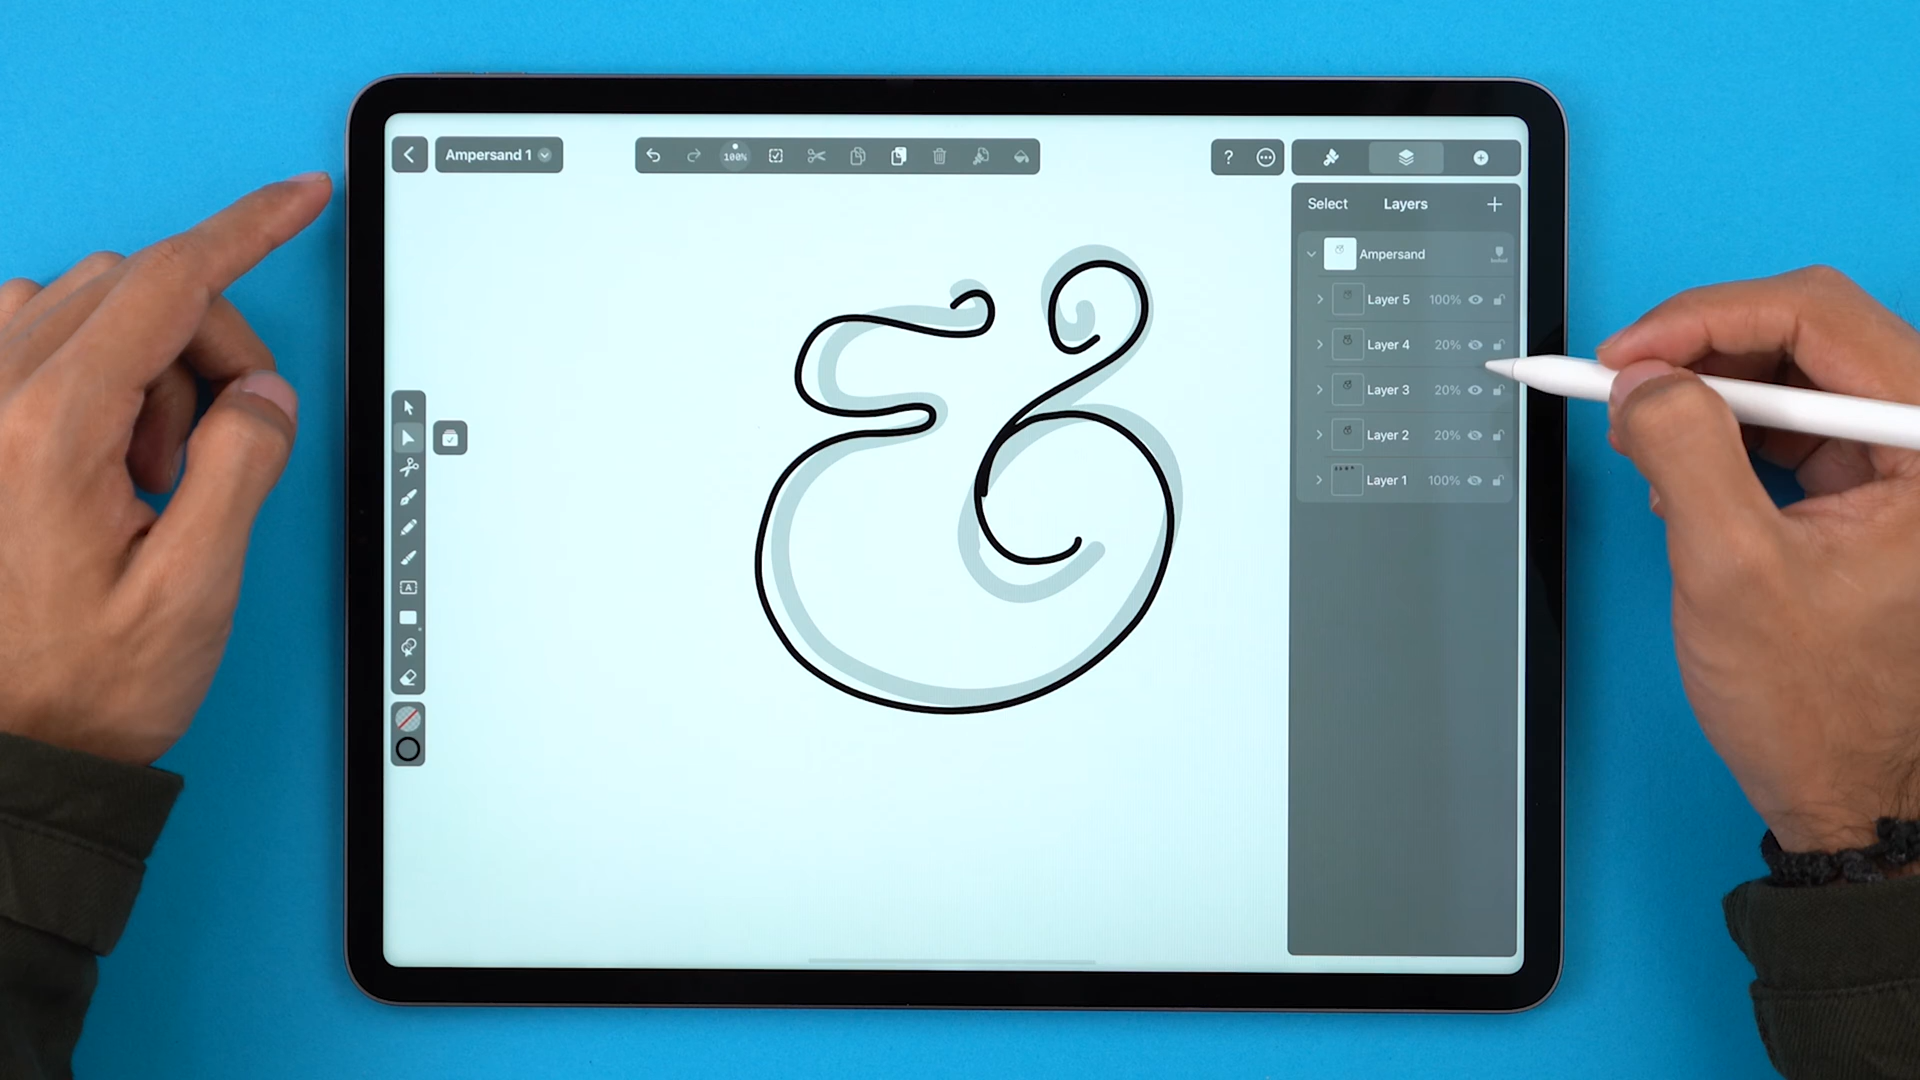 Ampersand 1
100%
?
Select Layers
Ampersand
Layer 5 100%
Layer 4 20%
Layer 3 20%
Layer 2 20%
Layer 1 100%
A
&